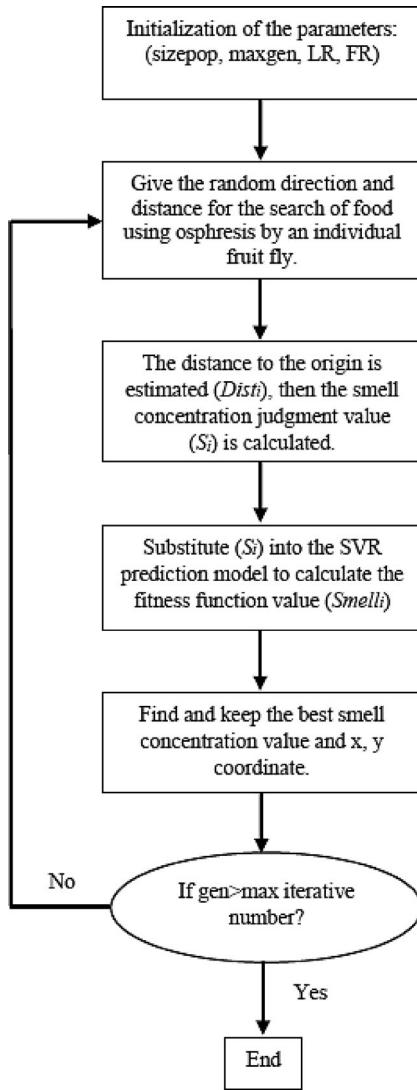 Initialization of the parameters:
(sizepop, maxgen, LR, FR)
Give the random direction and
distance for the search of food
using osphresis by an individual
fruit fly.
The distance to the origin is
estimated (Disti), then the smell
concentration judgment value
(Si) is calculated.
Substitute (Si) into the SVR
prediction model to calculate the
fitness function value (Smelli)
Find and keep the best smell
concentration value and x, y
coordinate.
No
If gen>max iterative
number?
Yes
End